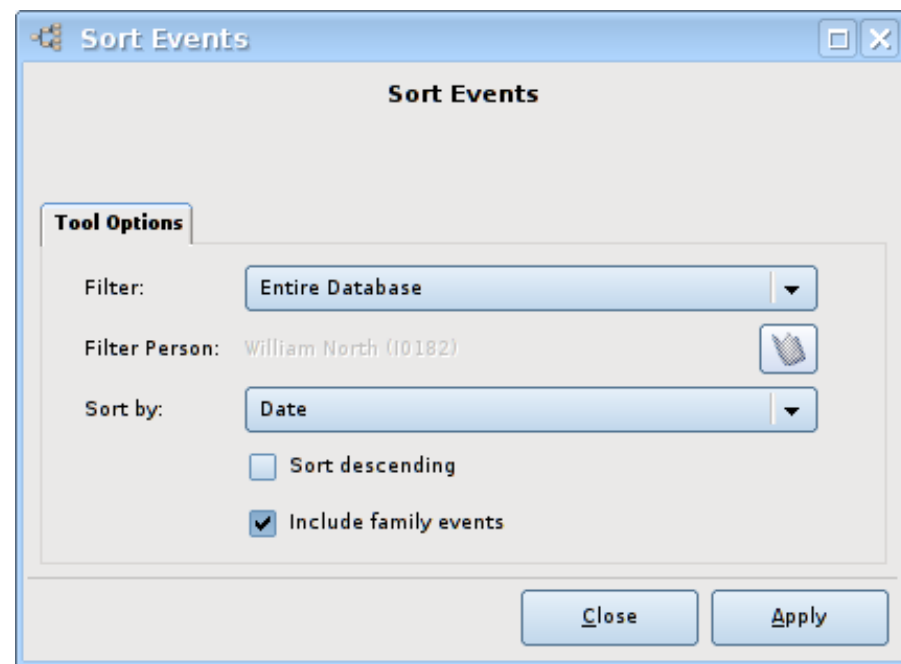 Sort Events
Sort Events
Tool Options
Filter: Entire Database
Filter Person: William North (I0182)
Sort by: Date
Sort descending
Include family events
Close Apply